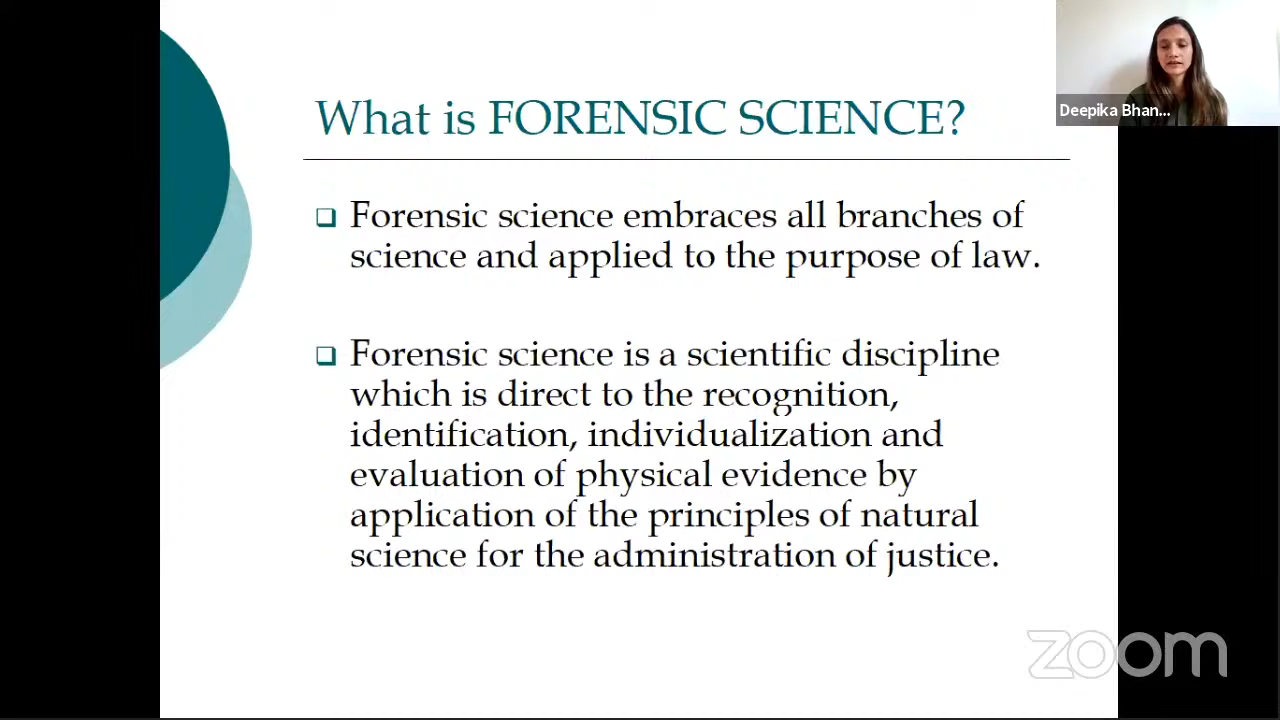 What is FORENSIC SCIENCE?
Deepika Bhan...
Forensic science embraces all branches of
science and applied to the purpose of law.
Forensic science is a scientific discipline
which is direct to the recognition,
identification, individualization and
evaluation of physical evidence by
application of the principles of natural
science for the administration of justice.
zoom